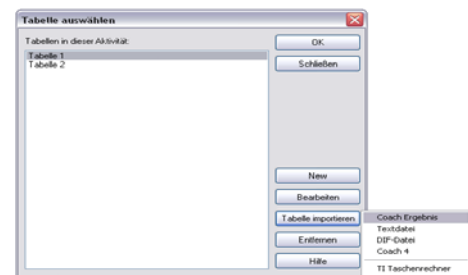 Tabelle auswählen
Tabellen in dieser Aktivität:
Tabelle 1
Tabelle 2
OK
Schließen
New
Bearbeiten
Tabelle importieren
Entfernen
Hilfe
Coach Ergebnis
Textdatei
DIF-Datei
Coach 4
TI Taschenrechner